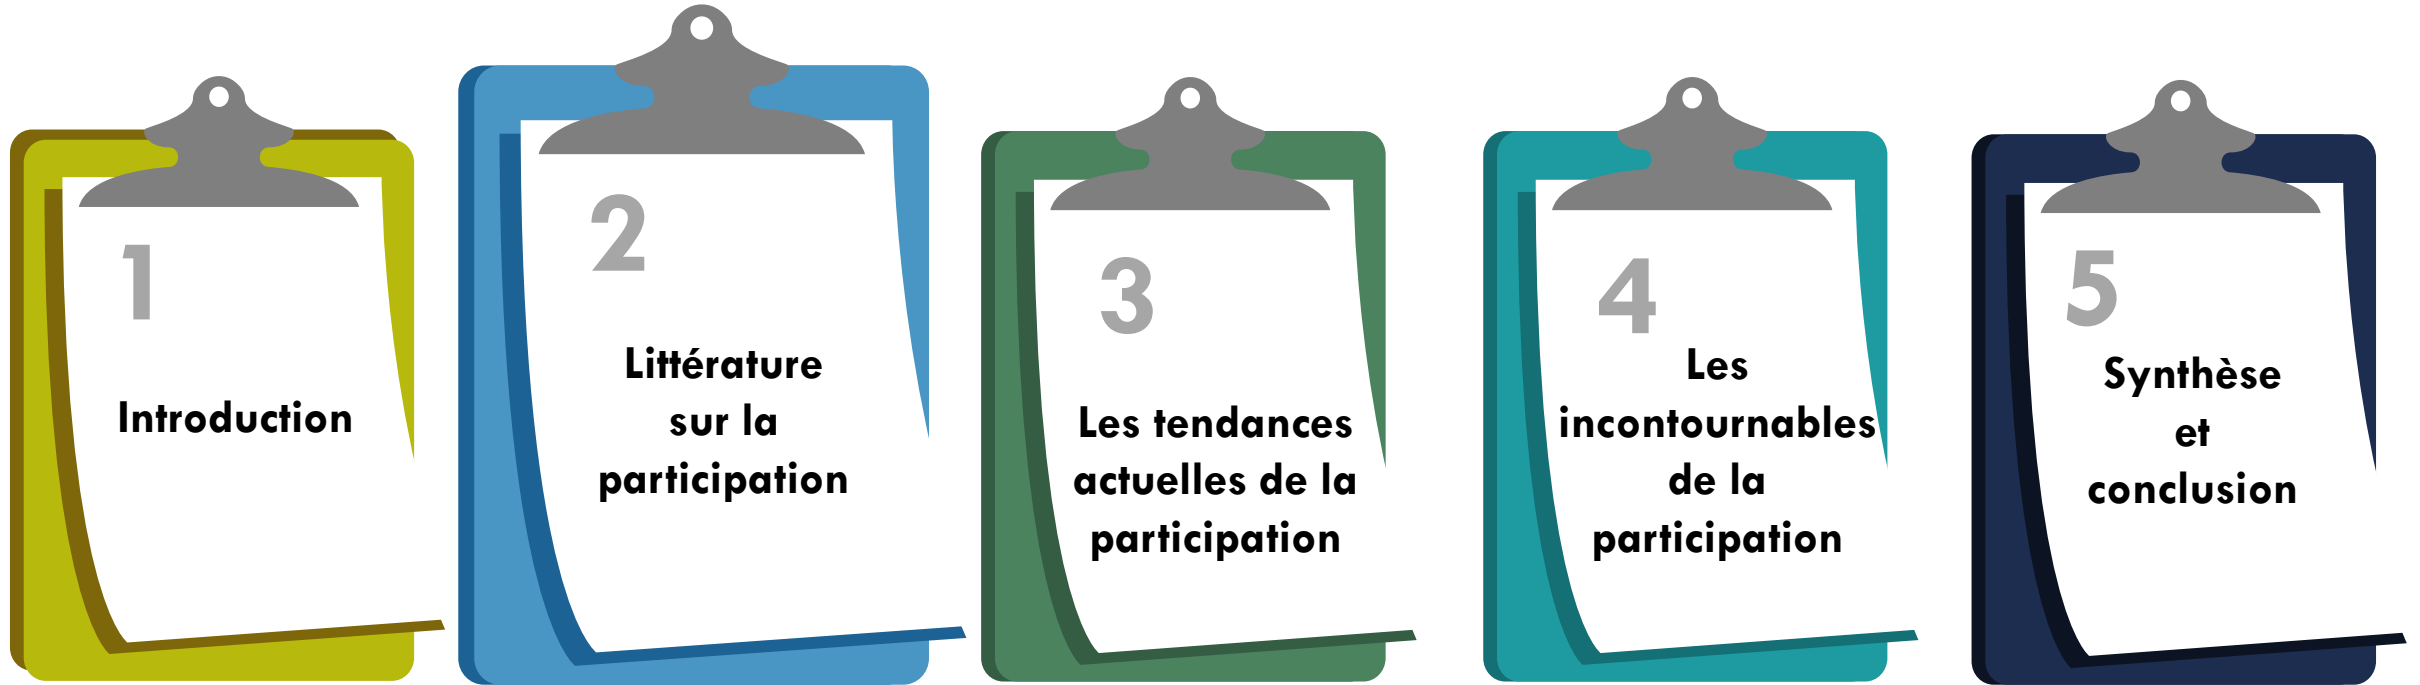 1
Introduction
2
Littérature
sur la
participation
3
Les tendances
actuelles de la
participation
4
Les
incontournables
de la
participation
5
Synthèse
et
conclusion